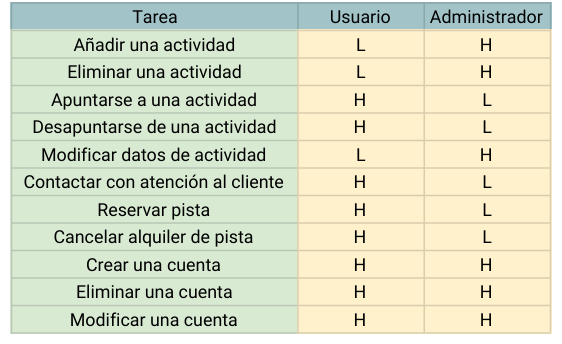 Tarea Usuario Administrador
Añadir una actividad L H
Eliminar una actividad L H
Apuntarse a una actividad H L
Desapuntarse de una actividad H L
Modificar datos de actividad L H
Contactar con atención al cliente H L
Reservar pista H L
Cancelar alquiler de pista H L
Crear una cuenta H H
Eliminar una cuenta H H
Modificar una cuenta H H